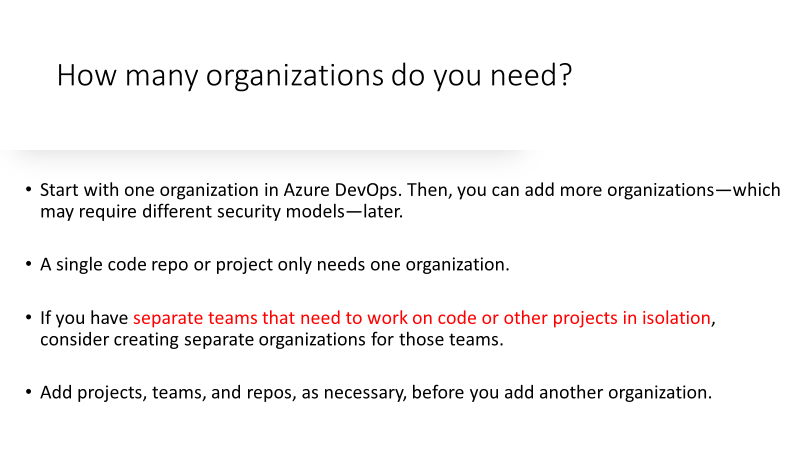 How many organizations do you need?
• Start with one organization in Azure DevOps. Then, you can add more organizations—which
may require different security models—later.
• A single code repo or project only needs one organization.
• If you have separate teams that need to work on code or other projects in isolation,
consider creating separate organizations for those teams.
• Add projects, teams, and repos, as necessary, before you add another organization.